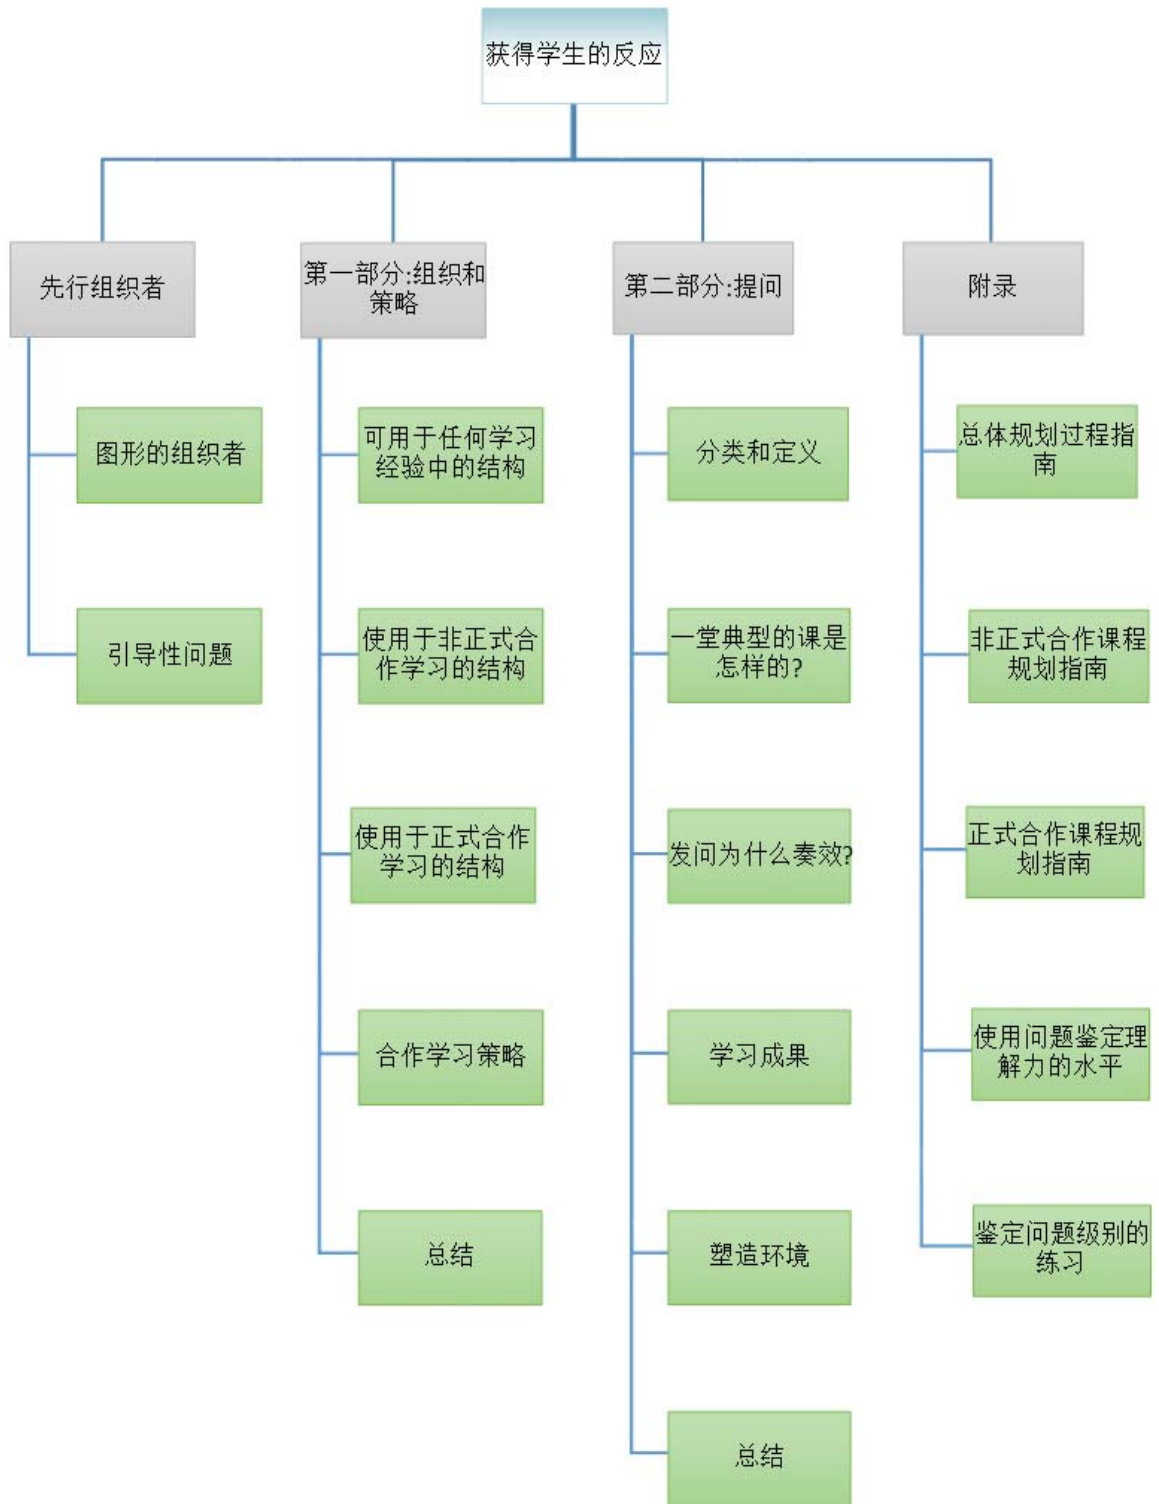 获得学生的反应
先行组织者
图形的组织者
引导性问题
第一部分:组织和
策略
可用于任何学习
经验中的结构
使用于非正式合
作学习的结构
使用于正式合作
学习的结构
合作学习策略
总结
第二部分:提问
分类和定义
一堂典型的课是
怎样的?
发问为什么奏效?
学习成果
塑造环境
总结
附录
总体规划过程指
南
非正式合作课程
规划指南
正式合作课程规
划指南
使用问题鉴定理
解力的水平
鉴定问题级别的
练习